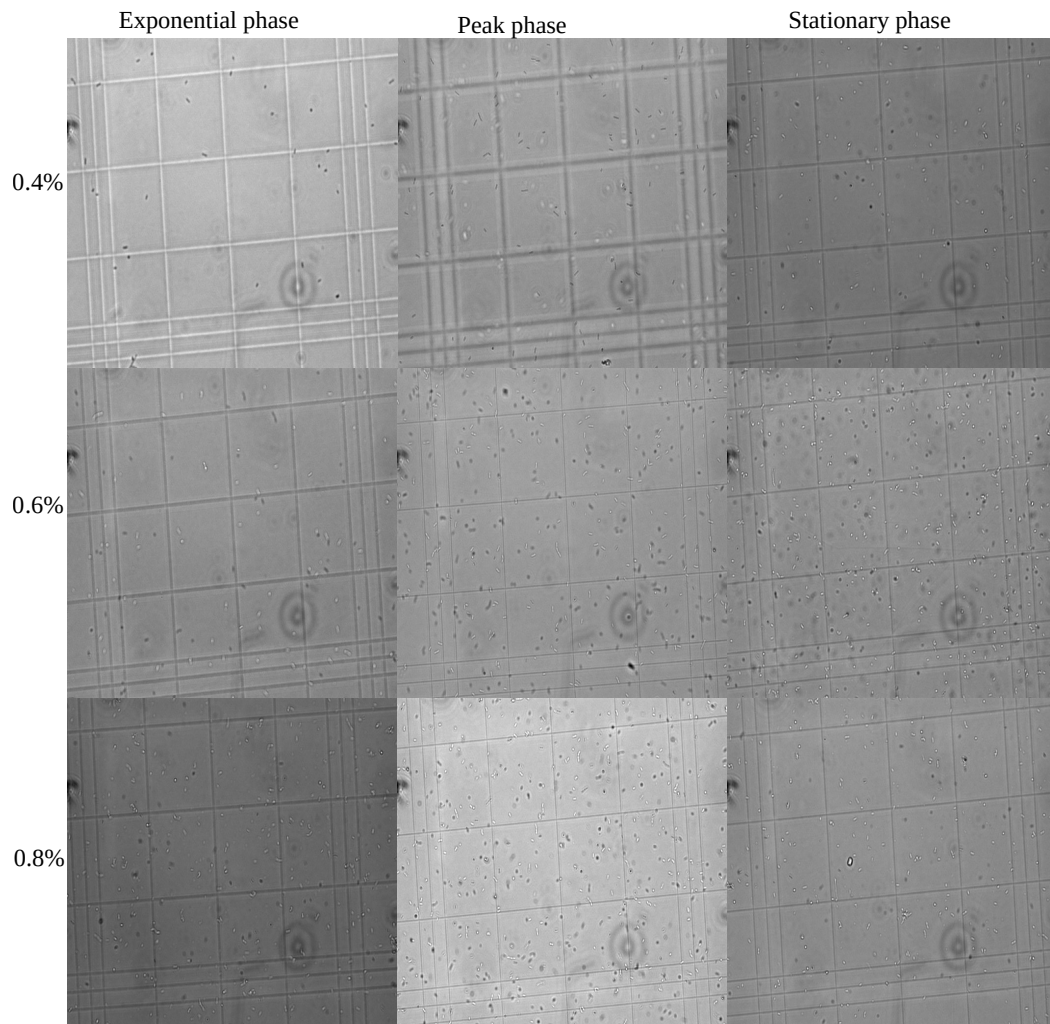 Exponential phase
Peak phase
Stationary phase
0.4%
0.6%
0.8%